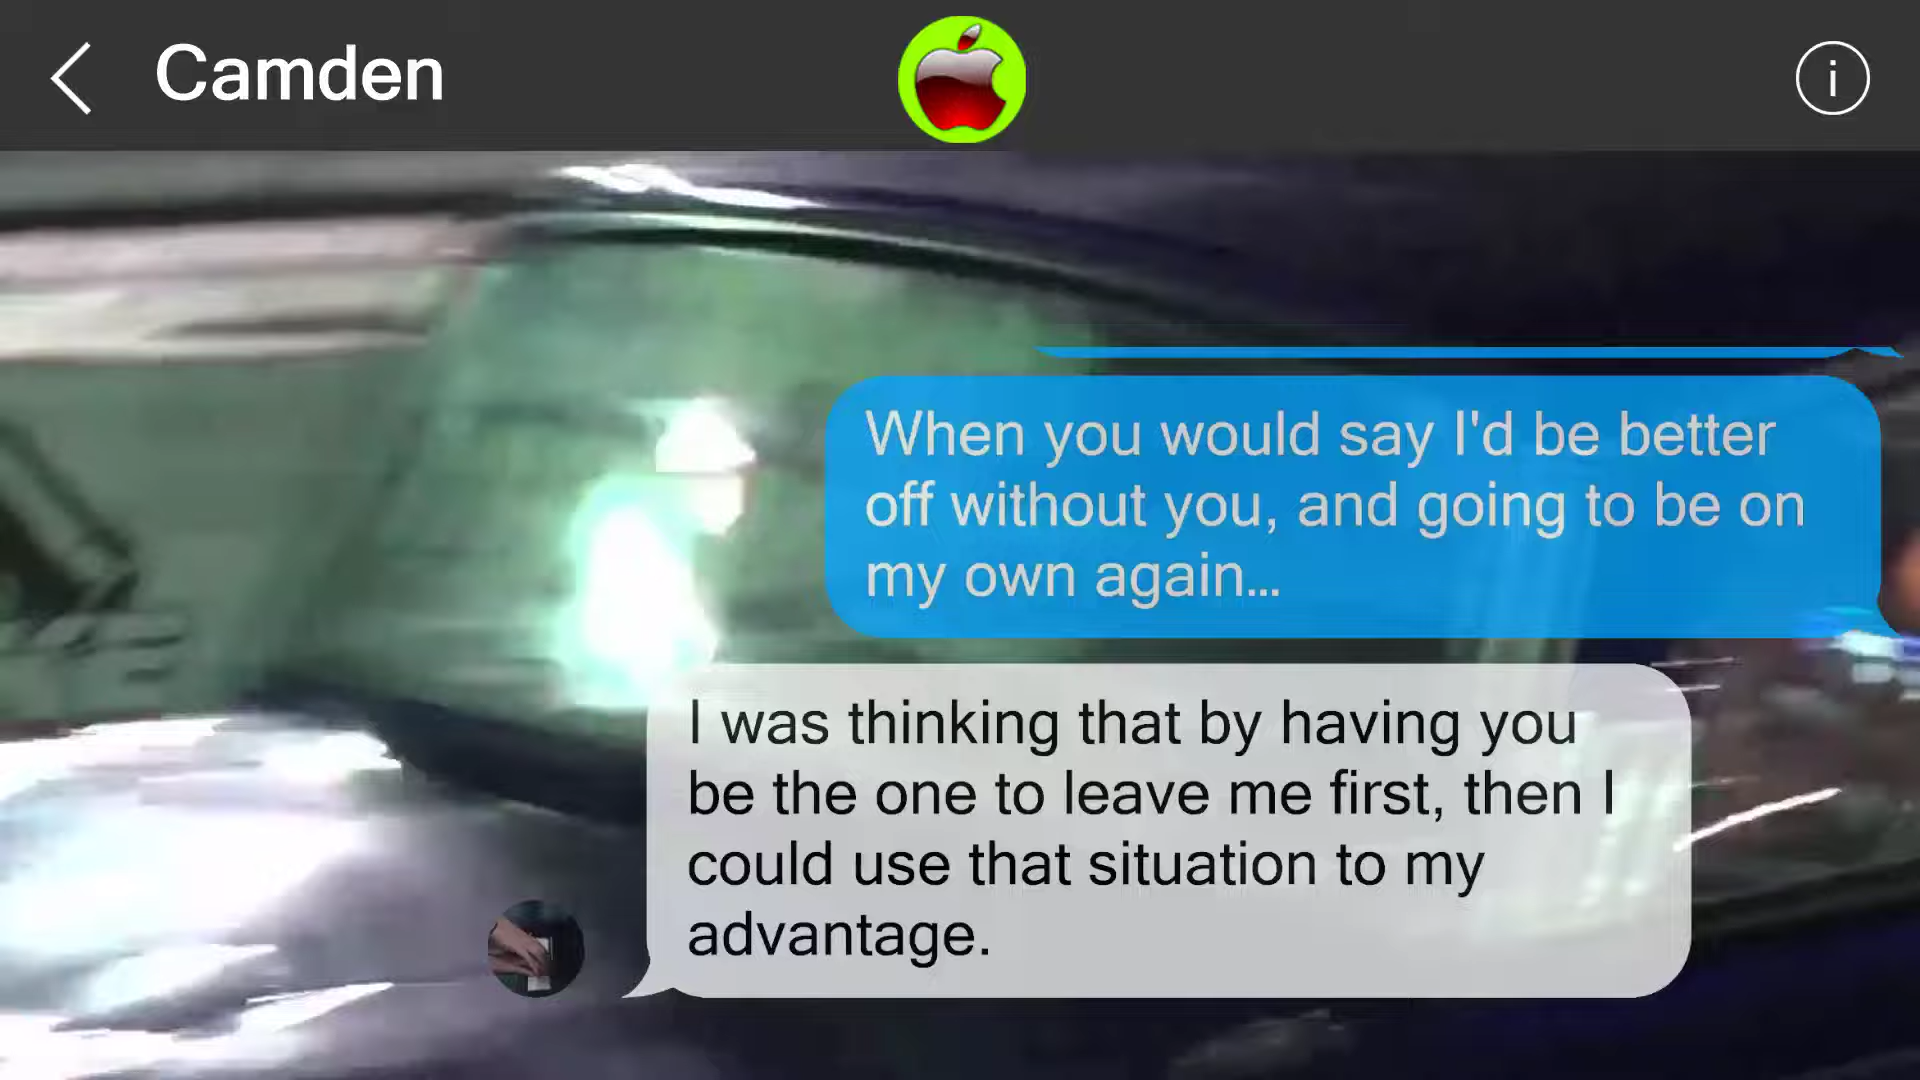 Camden
When you would say I'd be better
off without you, and going to be on
my own again...
I was thinking that by having you
be the one to leave me first, then I
could use that situation to my
advantage.